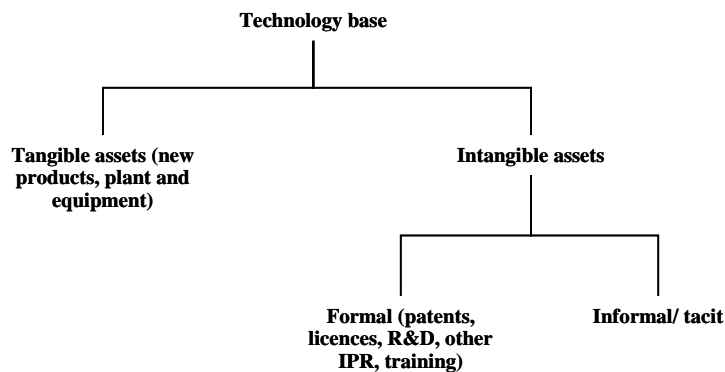 Technology base
Tangible assets (new
products, plant and
equipment)
Intangible assets
Formal (patents,
licences, R&D, other
IPR, training)
Informal/ tacit